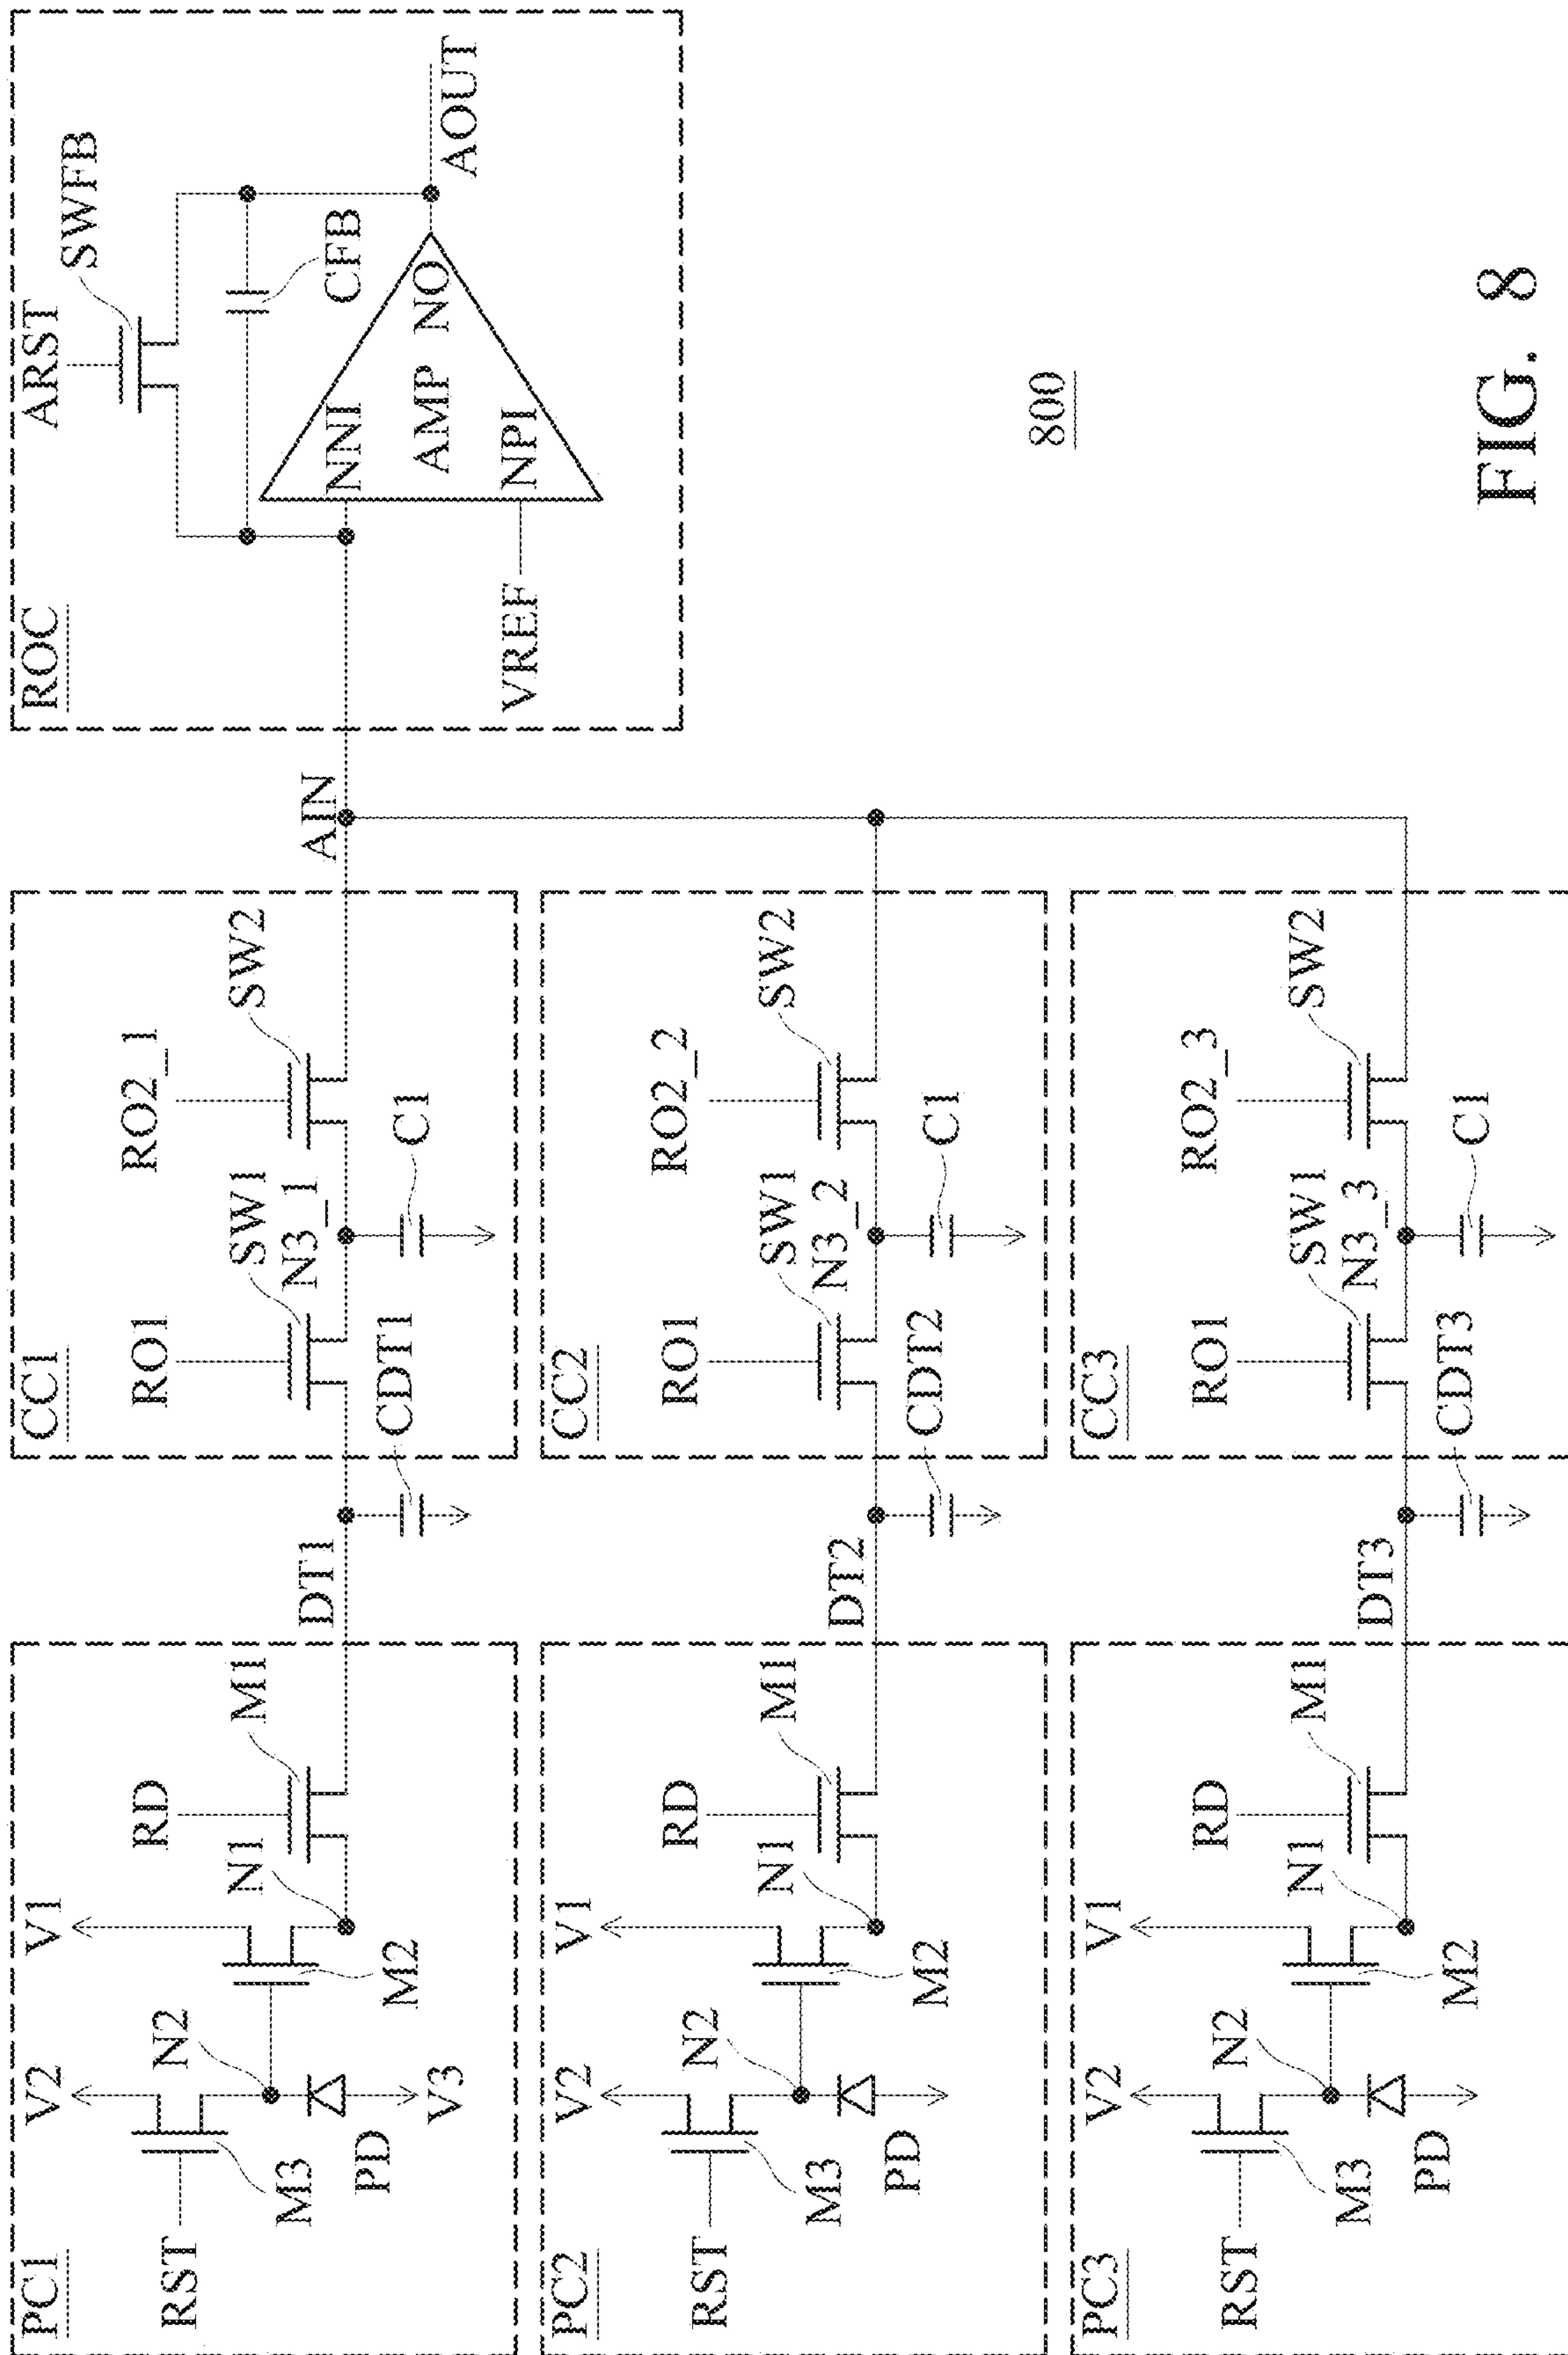 PC1
RST
M3
V2
N2
PD
V3
V1
M2
N1
RD
M1
DT1
CDT1
CC1
RO1
SW1
N3_1
C1
RO2_1
SW2
AIN
ROC
VREF
ARST
SWFB
CFB
NNI
AMP
NO
NPI
AOUT
PC2
RST
M3
V2
N2
PD
V1
M2
N1
RD
M1
DT2
CDT2
CC2
RO1
SW1
N3_2
C1
RO2_2
SW2
PC3
RST
M3
V2
N2
PD
V1
M2
N1
RD
M1
DT3
CDT3
CC3
RO1
SW1
N3_3
C1
RO2_3
SW2
800
FIG. 8